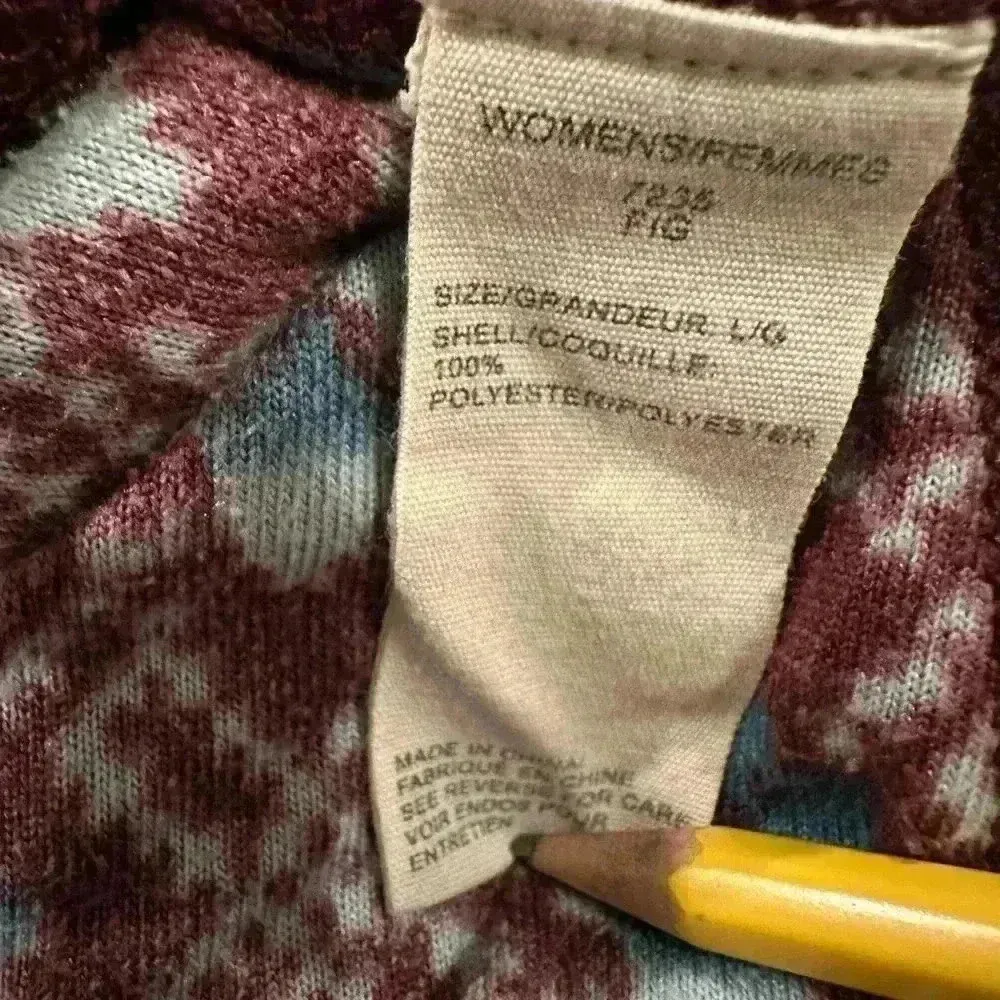 WOMENS/FEMMES
7235
FIG
SIZE/GRANDEUR L/G
SHELL/COQUILLE:
100%
POLYESTER/POLYESTER
MADE IN CHINA
FABRIQUE EN CHINE
SEE REVERSE FOR CARE
VOIR ENDOS POUR
ENTRETIEN